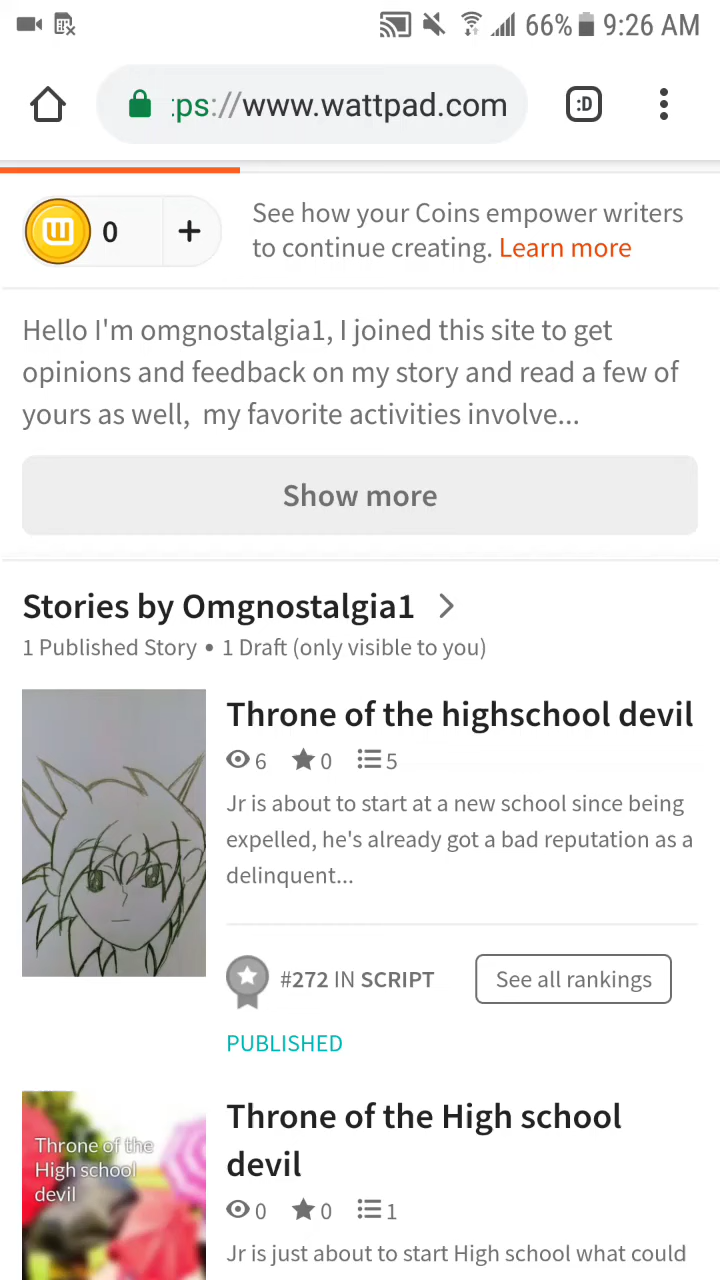 66% 9:26 AM
ps://www.wattpad.com
:D
0 +
See how your Coins empower writers
to continue creating. Learn more
Hello I'm omgnostalgia1, I joined this site to get
opinions and feedback on my story and read a few of
yours as well,  my favorite activities involve...
Show more
Stories by Omgnostalgia1
1 Published Story • 1 Draft (only visible to you)
Throne of the highschool devil
6 0 5
Jr is about to start at a new school since being
expelled, he's already got a bad reputation as a
delinquent...
#272 IN SCRIPT
See all rankings
PUBLISHED
Throne of the
High school
devil
Throne of the High school
devil
0 0 1
Jr is just about to start High school what could